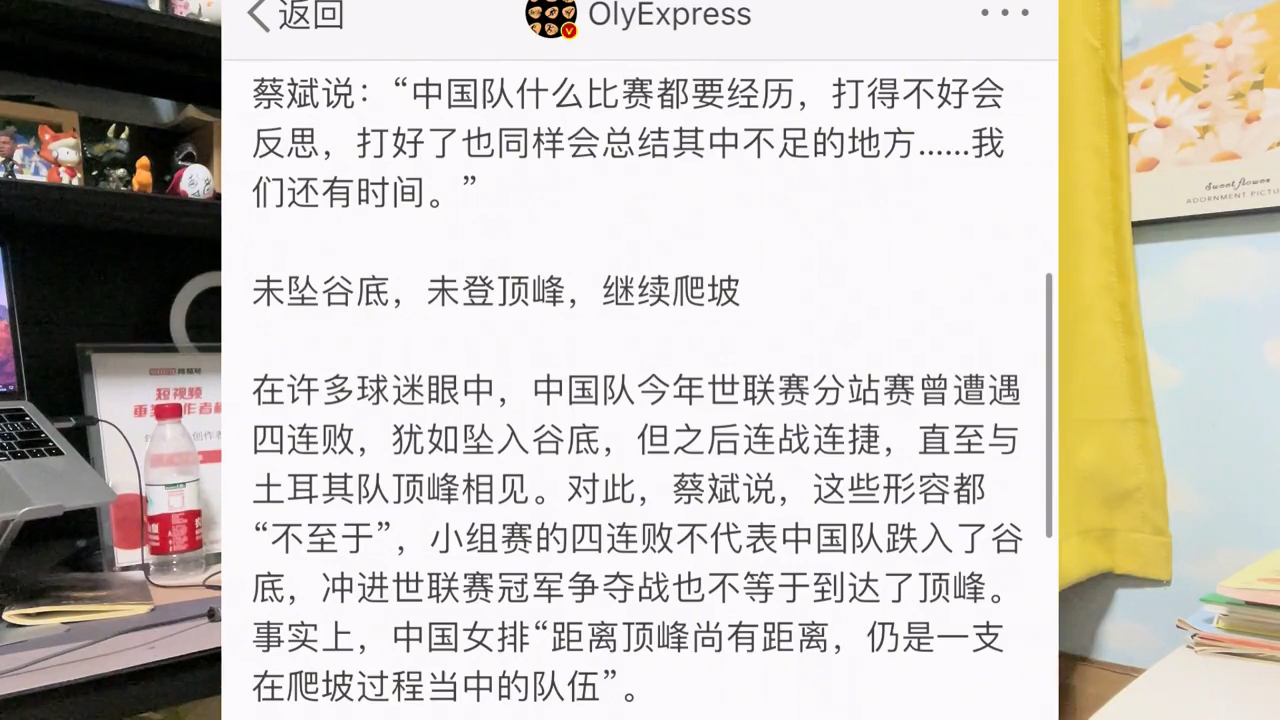 返回
OlyExpress
蔡斌说：“中国队什么比赛都要经历，打得不好会
反思，打好了也同样会总结其中不足的地方……我
们还有时间。”
未坠谷底，未登顶峰，继续爬坡
在许多球迷眼中，中国队今年世联赛分站赛曾遭遇
四连败，犹如坠入谷底，但之后连战连捷，直至与
土耳其队顶峰相见。对此，蔡斌说，这些形容都
“不至于”，小组赛的四连败不代表中国队跌入了谷
底，冲进世联赛冠军争夺战也不等于到达了顶峰。
事实上，中国女排“距离顶峰尚有距离，仍是一支
在爬坡过程当中的队伍”。
Sweet flower
ADORNMENT PICTU
短视频